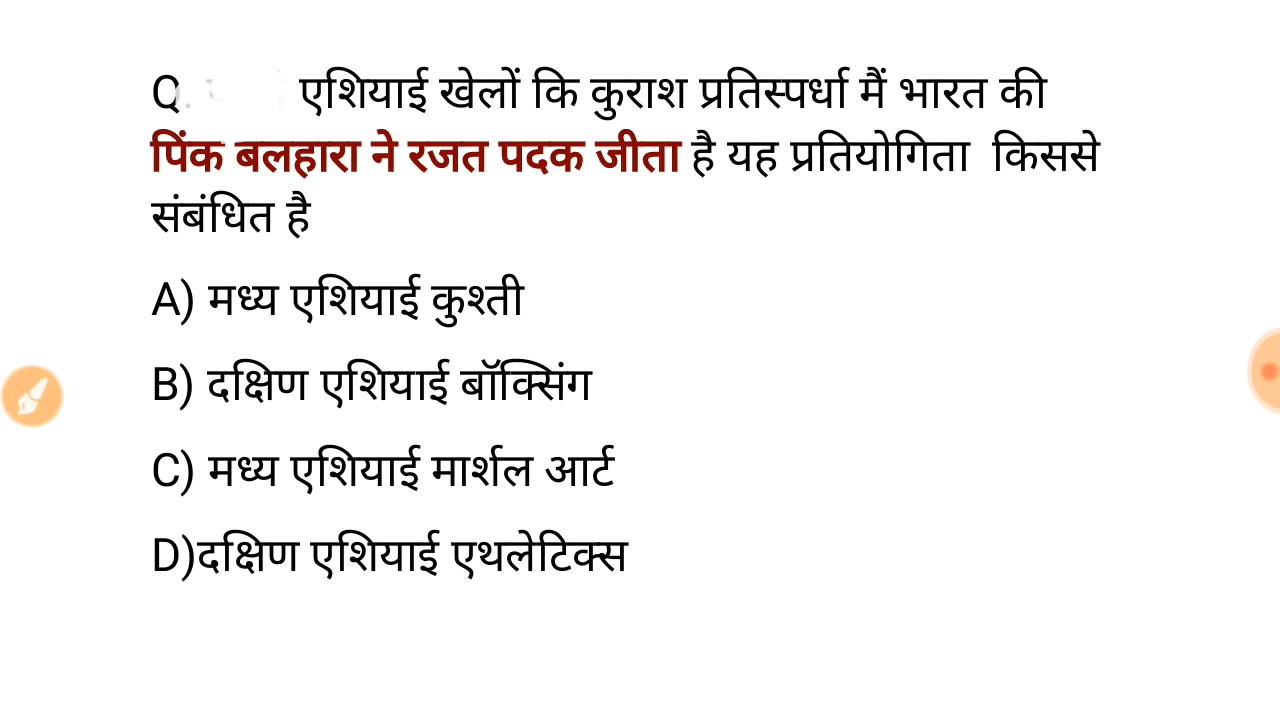 Q. एशियाई खेलों कि कुराश प्रतिस्पर्धा मैं भारत की
पिंक बलहारा ने रजत पदक जीता है यह प्रतियोगिता किससे
संबंधित है
A) मध्य एशियाई कुश्ती
B) दक्षिण एशियाई बॉक्सिंग
C) मध्य एशियाई मार्शल आर्ट
D)दक्षिण एशियाई एथलेटिक्स